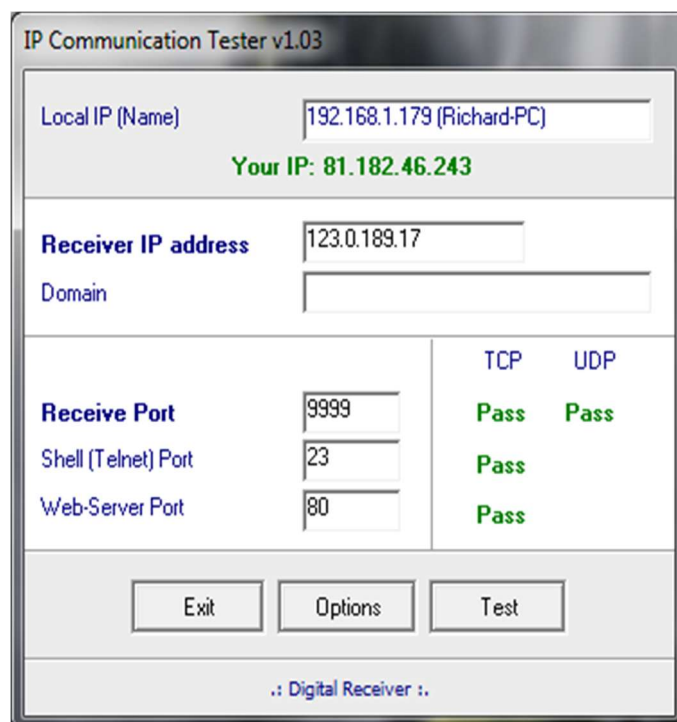 IP Communication Tester v1.03
Local IP (Name) 192.168.1.179 (Richard-PC)
Your IP: 81.182.46.243
Receiver IP address 123.0.189.17
Domain
TCP UDP
Receive Port 9999 Pass Pass
Shell (Telnet) Port 23 Pass
Web-Server Port 80 Pass
Exit Options Test
.: Digital Receiver :.